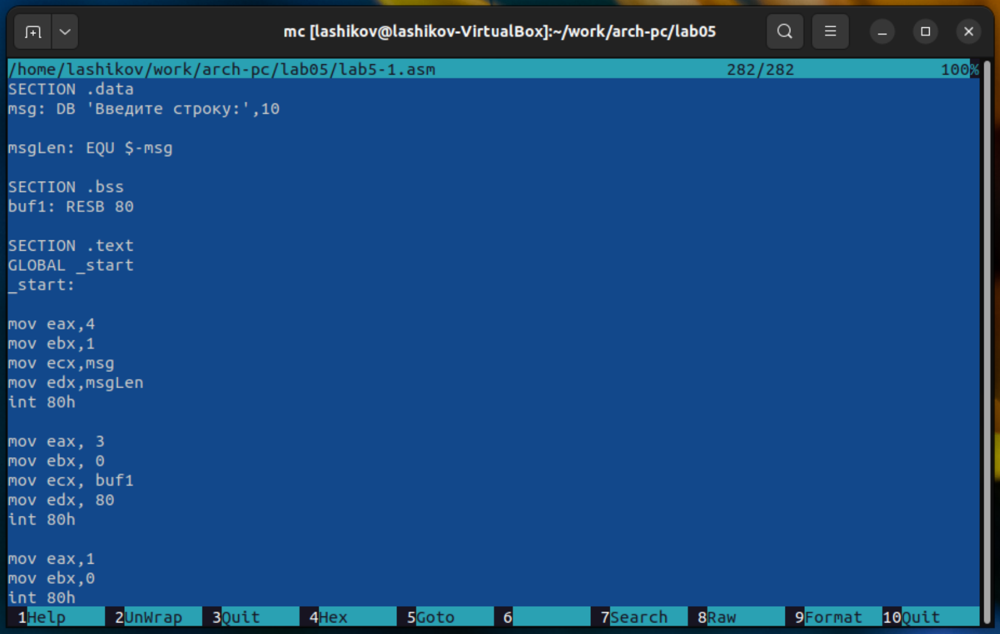 mc [lashikov@lashikov-VirtualBox]:~/work/arch-pc/lab05
/home/lashikov/work/arch-pc/lab05/lab5-1.asm 282/282 100%
SECTION .data
msg: DB 'Введите строку:',10
msgLen: EQU $-msg
SECTION .bss
buf1: RESB 80
SECTION .text
GLOBAL _start
_start:
mov eax,4
mov ebx,1
mov ecx,msg
mov edx,msgLen
int 80h
mov eax, 3
mov ebx, 0
mov ecx, buf1
mov edx, 80
int 80h
mov eax,1
mov ebx,0
int 80h
1Help 2UnWrap 3Quit 4Hex 5Goto 6 7Search 8Raw 9Format 10Quit